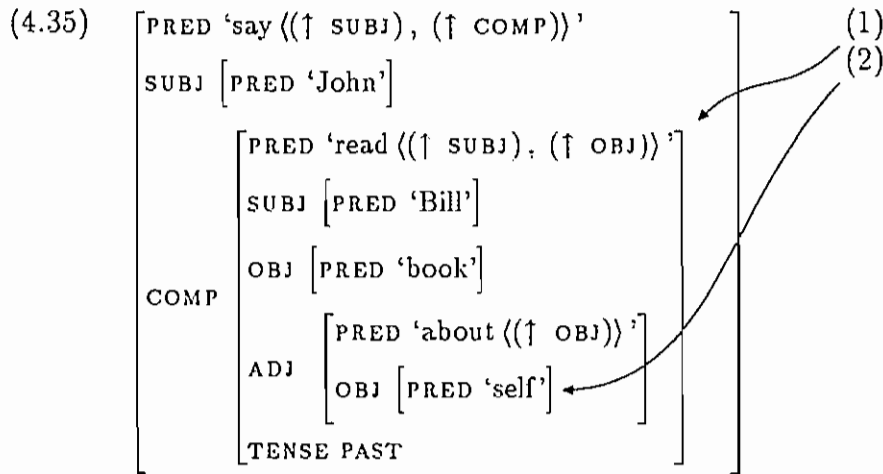 (4.35) [PRED ‘say ⟨(↑ SUBJ), (↑ COMP)⟩’ (1)
SUBJ [PRED ‘John’] (2)
[PRED ‘read ⟨(↑ SUBJ), (↑ OBJ)⟩’
SUBJ [PRED ‘Bill’]
OBJ [PRED ‘book’]
COMP
[PRED ‘about ⟨(↑ OBJ)⟩’
ADJ
OBJ [PRED ‘self’]
TENSE PAST